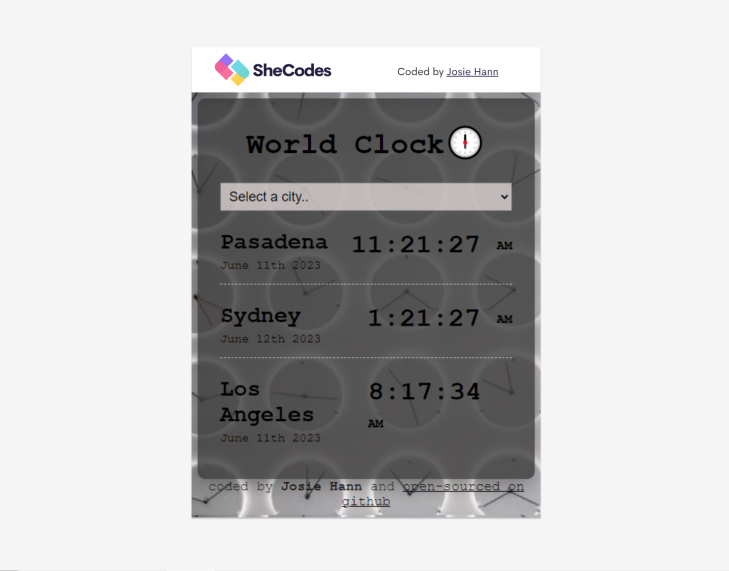 SheCodes
Coded by Josie Hann
World Clock
Select a city..
Pasadena 11:21:27 AM
June 11th 2023
Sydney 1:21:27 AM
June 12th 2023
Los 8:17:34
Angeles AM
June 11th 2023
coded by Josie Hann and open-sourced on
github